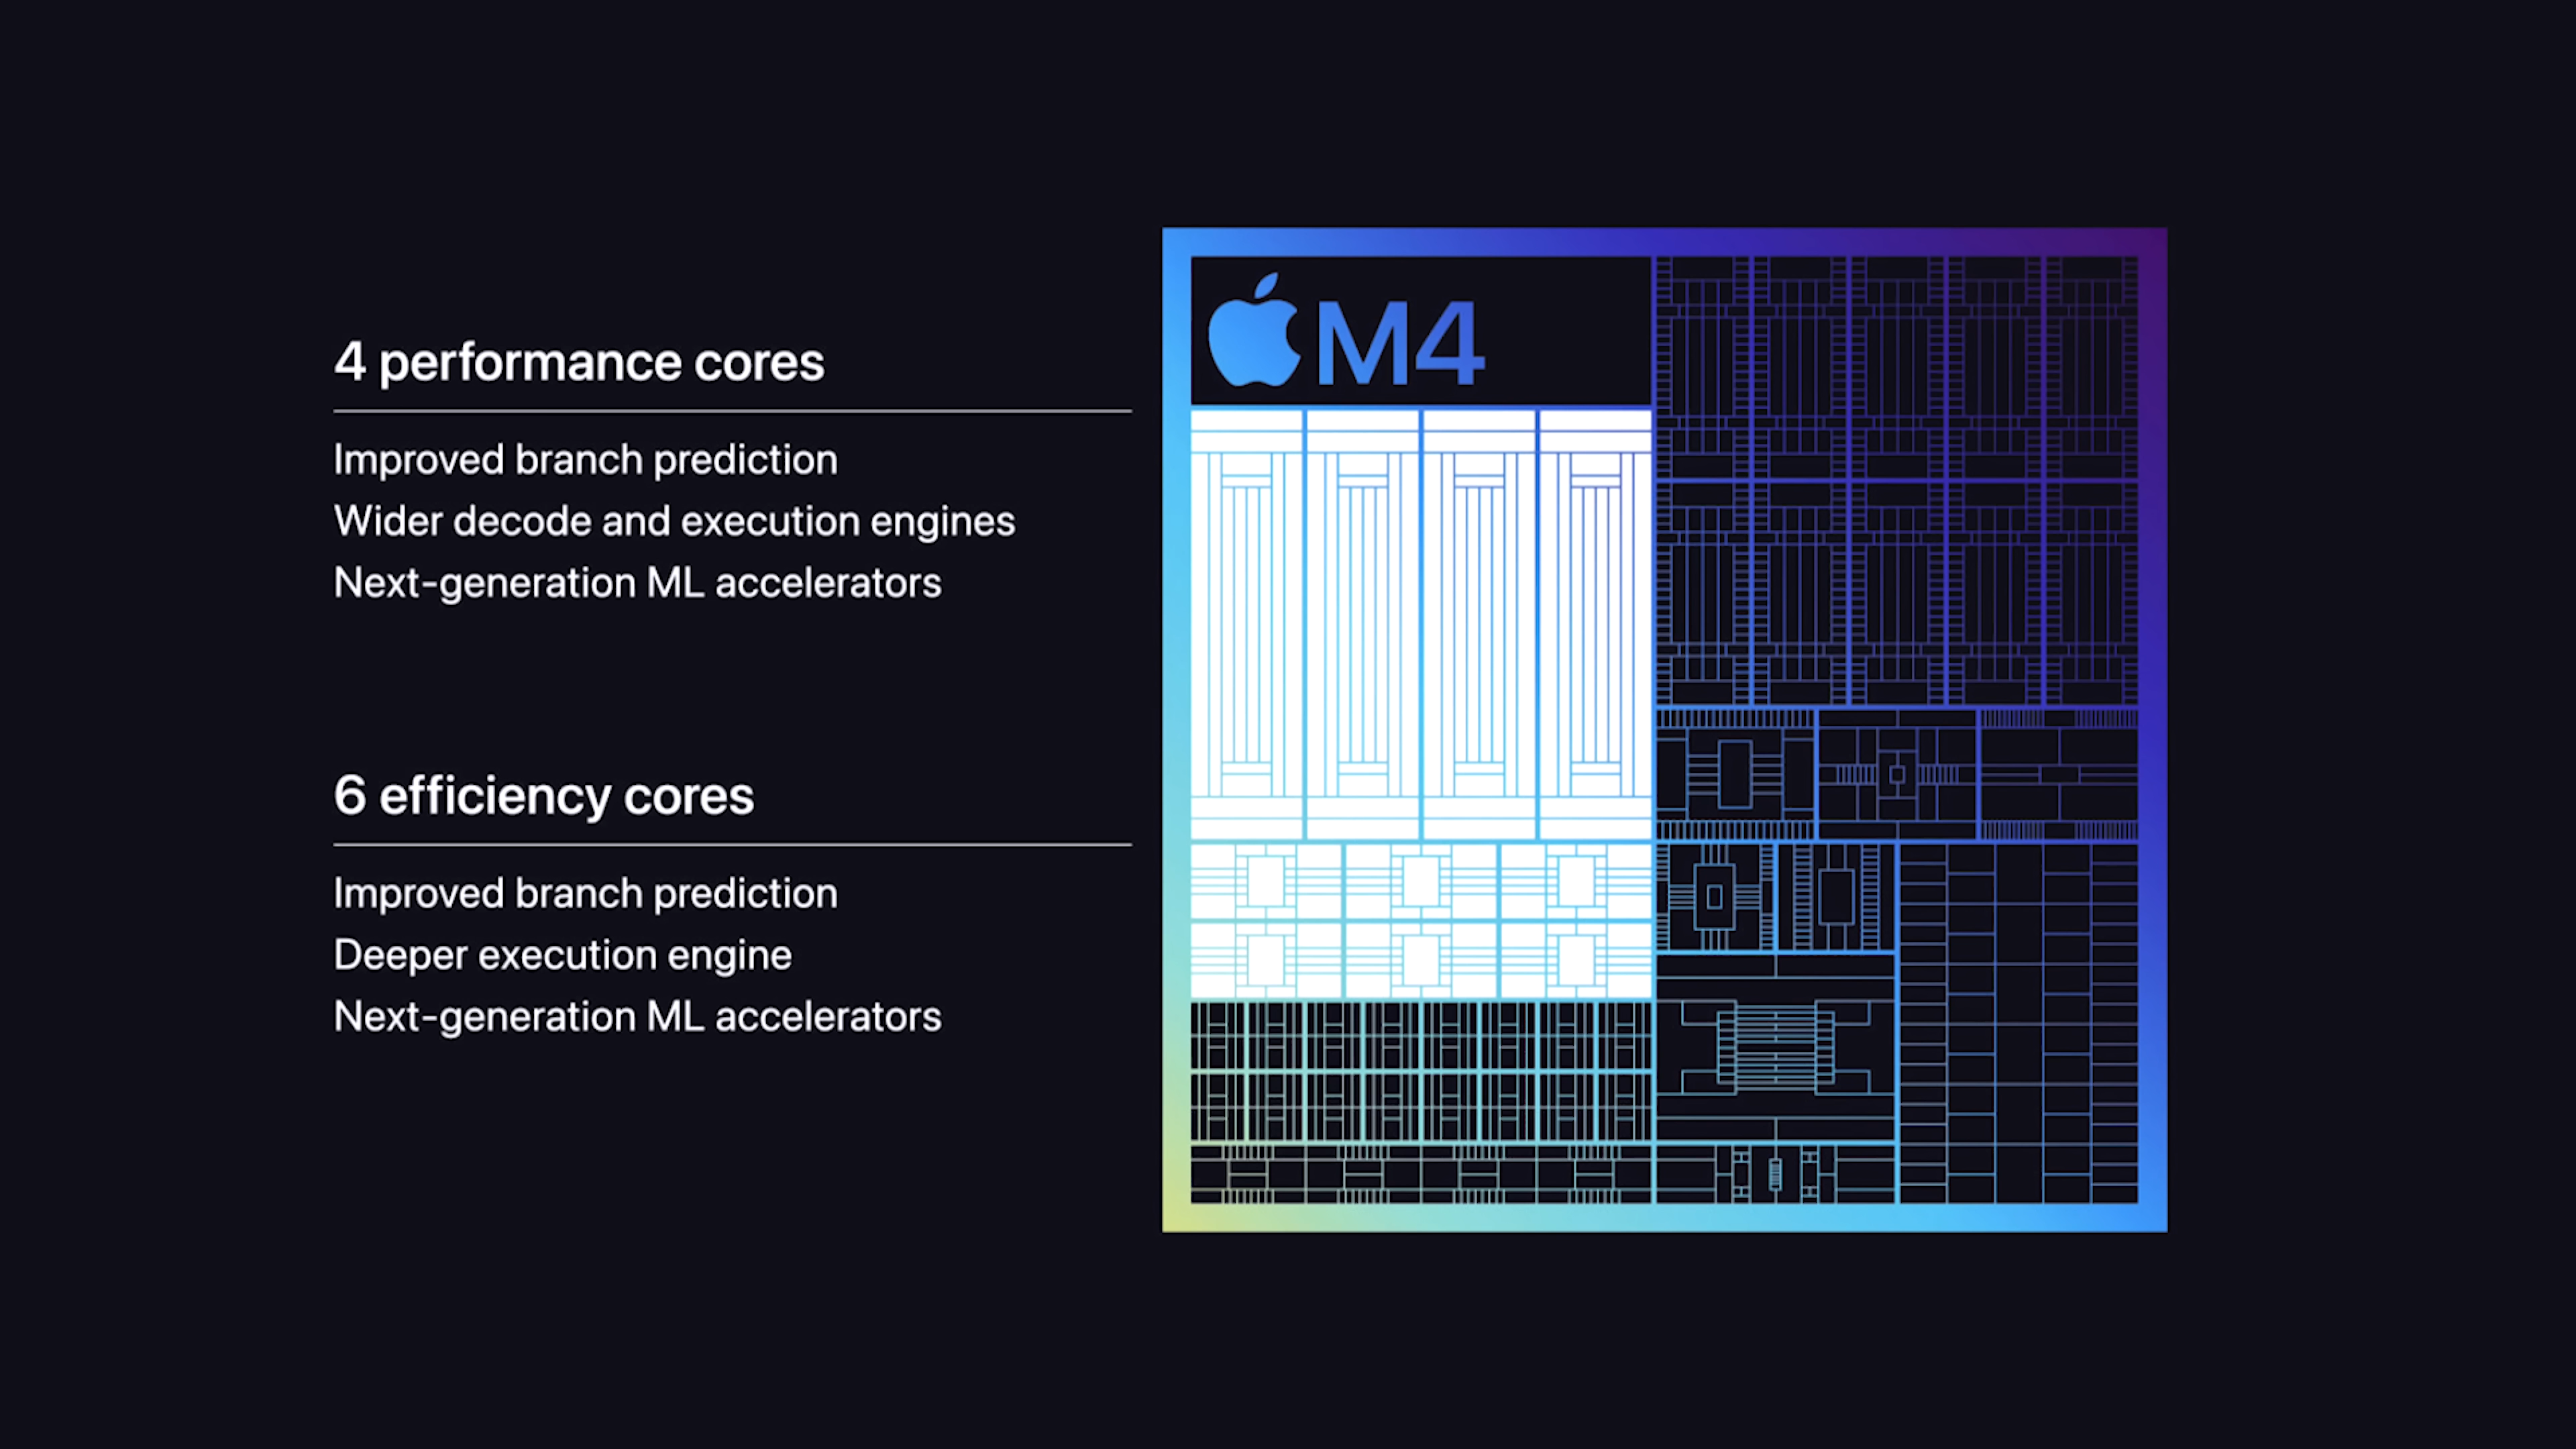 4 performance cores
Improved branch prediction
Wider decode and execution engines
Next-generation ML accelerators
6 efficiency cores
Improved branch prediction
Deeper execution engine
Next-generation ML accelerators
M4